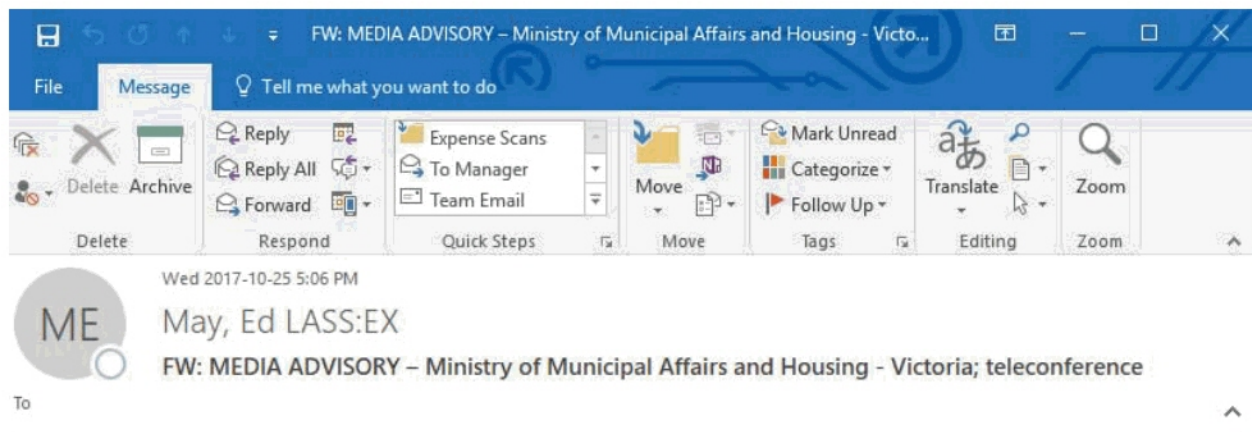 FW: MEDIA ADVISORY – Ministry of Municipal Affairs and Housing - Victo...
File Message Tell me what you want to do
Delete Archive
Reply
Reply All
Forward
Expense Scans
To Manager
Team Email
Move
Mark Unread
Categorize
Follow Up
Translate
Zoom
Delete Respond Quick Steps Move Tags Editing Zoom
Wed 2017-10-25 5:06 PM
ME
May, Ed LASS:EX
FW: MEDIA ADVISORY – Ministry of Municipal Affairs and Housing - Victoria; teleconference
To